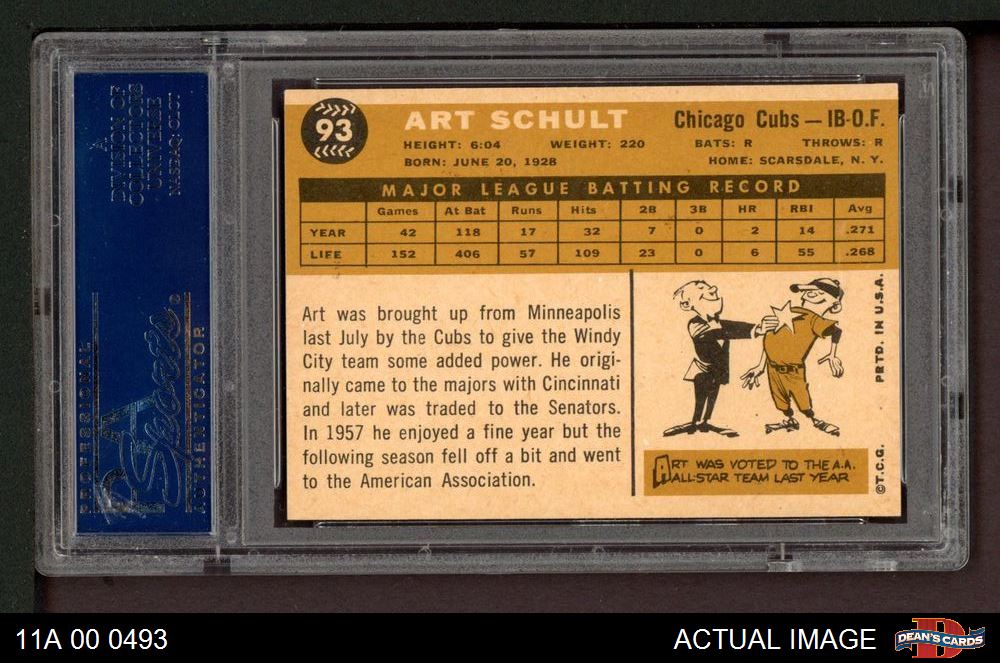 A
DIVISION OF
COLLECTORS
UNIVERSE
NASDAQ: CLCT
PROFESSIONAL
Sports
AUTHENTICATOR
93
ART SCHULT
Chicago Cubs — IB-O.F.
HEIGHT: 6:04 WEIGHT: 220 BATS: R THROWS: R
BORN: JUNE 20, 1928 HOME: SCARSDALE, N. Y.
MAJOR LEAGUE BATTING RECORD
Games At Bat Runs Hits 2B 3B HR RBI Avg
YEAR 42 118 17 32 7 0 2 14 .271
LIFE 152 406 57 109 23 0 6 55 .268
Art was brought up from Minneapolis
last July by the Cubs to give the Windy
City team some added power. He origi-
nally came to the majors with Cincinnati
and later was traded to the Senators.
In 1957 he enjoyed a fine year but the
following season fell off a bit and went
to the American Association.
ART WAS VOTED TO THE A.A.
ALL-STAR TEAM LAST YEAR
©T.C.G. PRTD. IN U.S.A.
11A 00 0493
ACTUAL IMAGE
D
DEAN'S CARDS